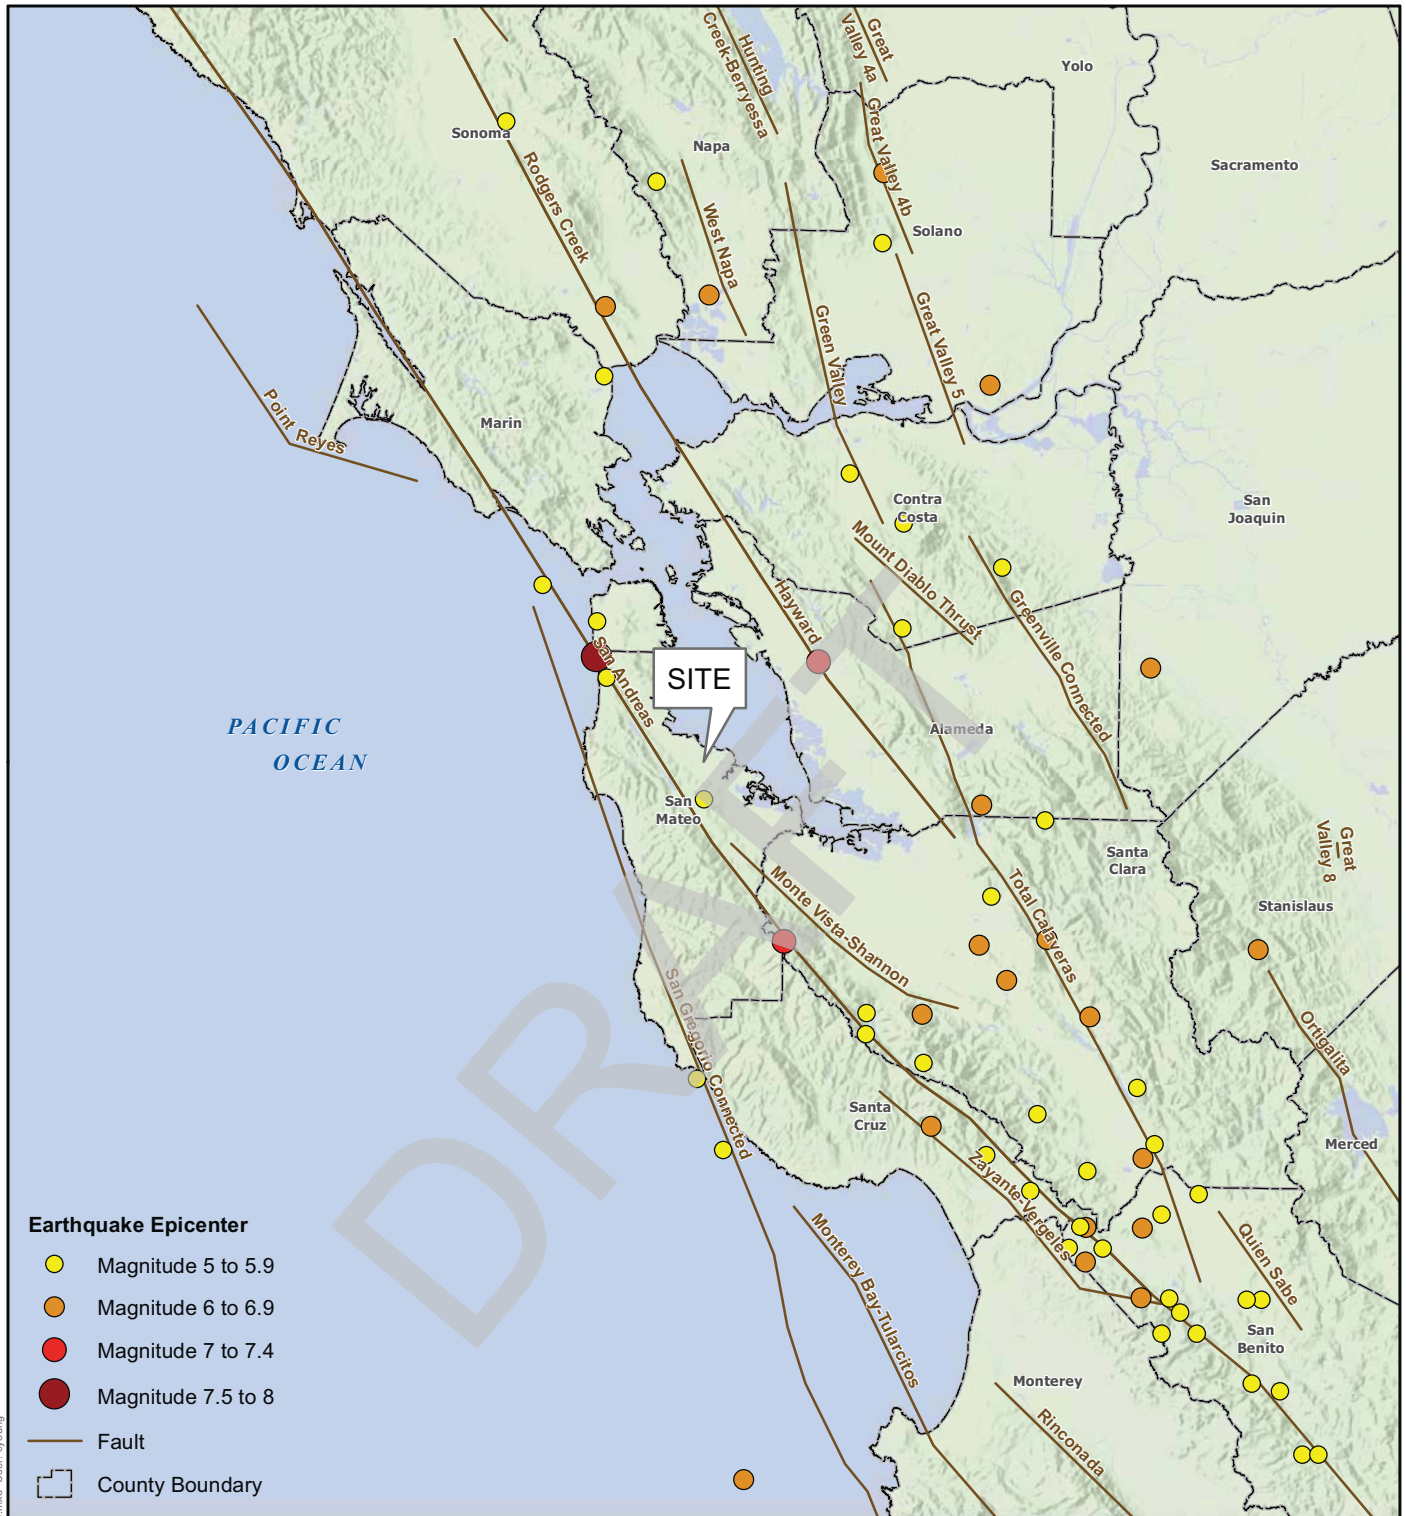 Hunting
Creek-Berryessa
Great
Valley 4a
Yolo
Great Valley 4b
Sonoma
Napa
Sacramento
Rodgers Creek
West Napa
Solano
Green Valley
Great Valley 5
Point Reyes
Marin
Contra
Costa
San
Joaquin
Mount Diablo Thrust
Hayward
Greenville Connected
San Andreas
SITE
PACIFIC
OCEAN
Alameda
San
Mateo
Santa
Clara
Great
Valley 8
Monte Vista-Shannon
Total Calaveras
Stanislaus
San Gregorio Connected
Ortigalita
Santa
Cruz
Merced
Zayante-Vergeles
Monterey Bay-Tularcitos
Quien Sabe
San
Benito
Monterey
Rinconada
DRAFT
Earthquake Epicenter
Magnitude 5 to 5.9
Magnitude 6 to 6.9
Magnitude 7 to 7.4
Magnitude 7.5 to 8
Fault
County Boundary